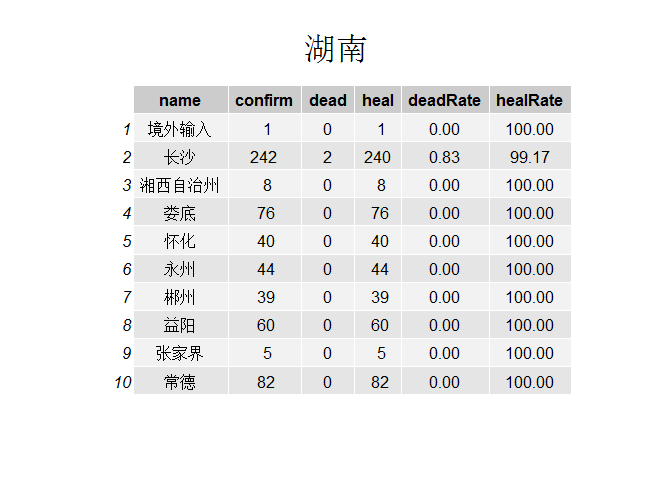 湖南
name confirm dead heal deadRate healRate
1 境外输入 1 0 1 0.00 100.00
2 长沙 242 2 240 0.83 99.17
3 湘西自治州 8 0 8 0.00 100.00
4 娄底 76 0 76 0.00 100.00
5 怀化 40 0 40 0.00 100.00
6 永州 44 0 44 0.00 100.00
7 郴州 39 0 39 0.00 100.00
8 益阳 60 0 60 0.00 100.00
9 张家界 5 0 5 0.00 100.00
10 常德 82 0 82 0.00 100.00